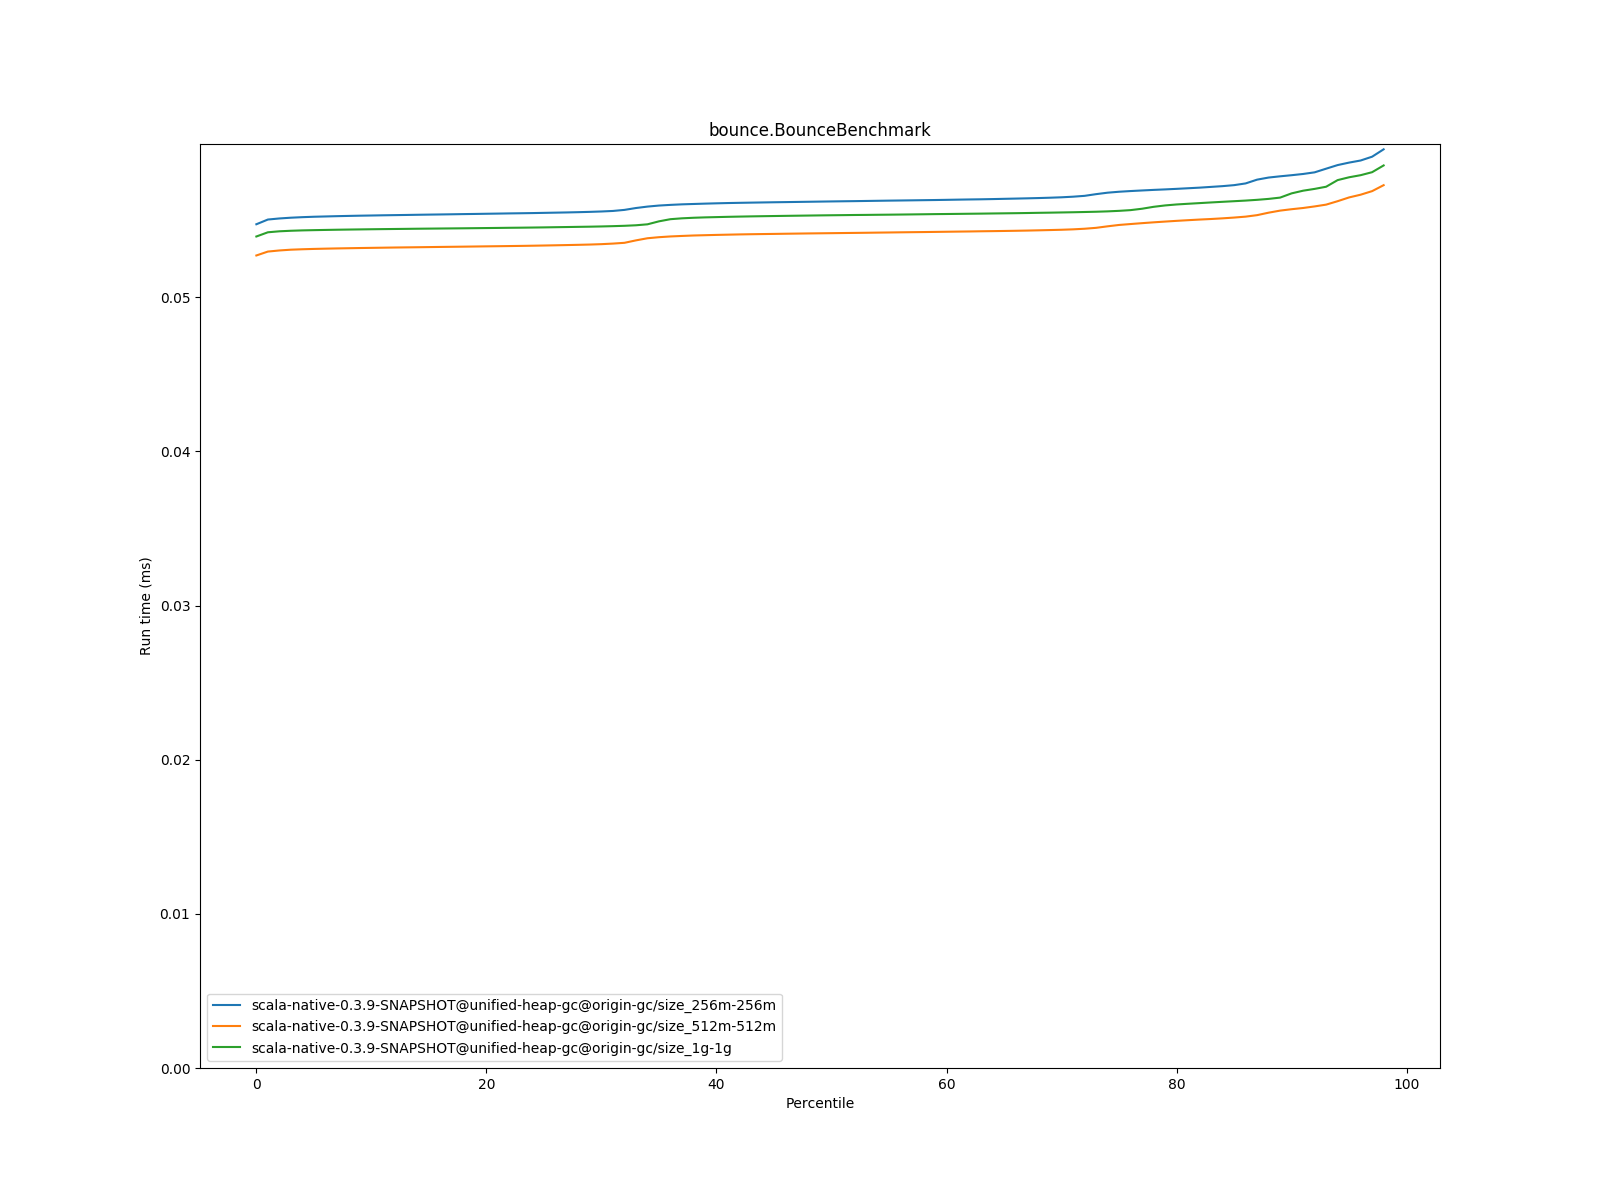 bounce.BounceBenchmark
Run time (ms)
0.05
0.04
0.03
0.02
0.01
0.00
scala-native-0.3.9-SNAPSHOT@unified-heap-gc@origin-gc/size_256m-256m
scala-native-0.3.9-SNAPSHOT@unified-heap-gc@origin-gc/size_512m-512m
scala-native-0.3.9-SNAPSHOT@unified-heap-gc@origin-gc/size_1g-1g
0 20 40 60 80 100
Percentile